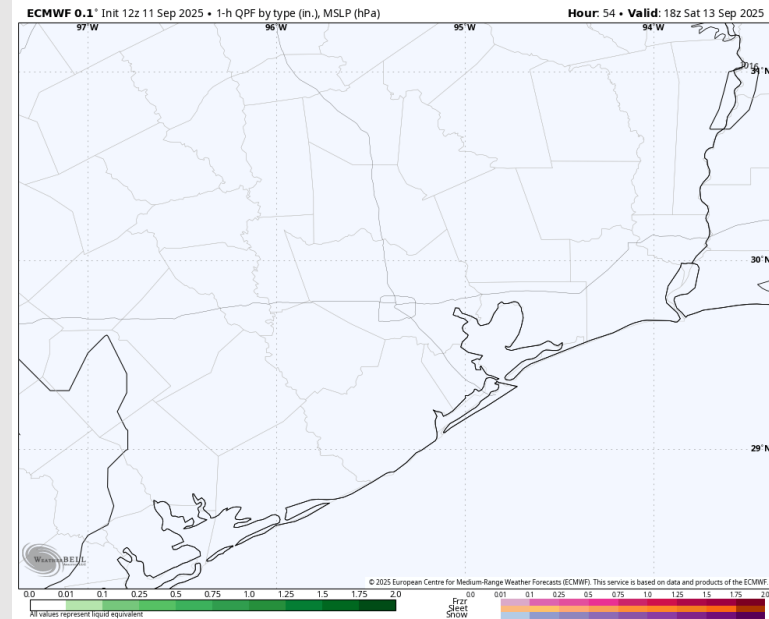 ECMWF 0.1° Init 12z 11 Sep 2025 • 1-h QPF by type (in.), MSLP (hPa) Hour: 54 • Valid: 18z Sat 13 Sep 2025
97°W 96°W 95°W 94°W
31°N
30°N
29°N
WeatherBELL
© 2025 European Centre for Medium-Range Weather Forecasts (ECMWF). This service is based on data and products of the ECMWF.
0.0 0.01 0.1 0.25 0.5 0.75 1.0 1.25 1.5 1.75 2.0 0.0 0.01 0.1 0.25 0.5 0.75 1.0 1.25 1.5 1.75 2.0
All values represent liquid equivalent
Frzr
Sleet
Snow